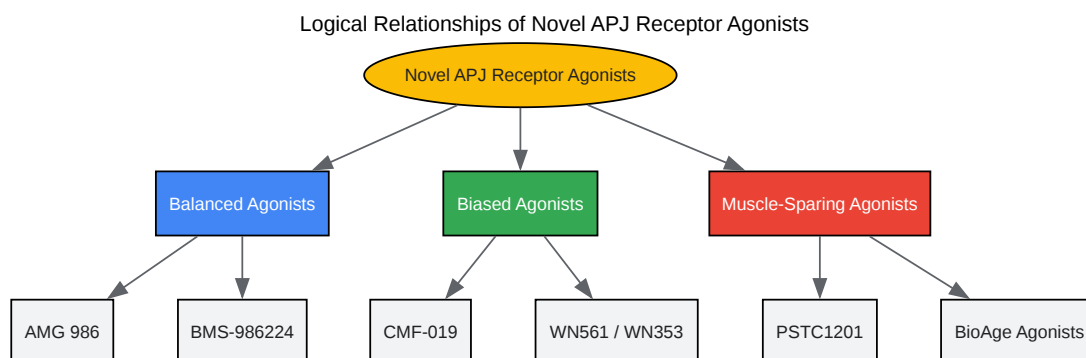 Logical Relationships of Novel APJ Receptor Agonists
Novel APJ Receptor Agonists
Balanced Agonists
Biased Agonists
Muscle-Sparing Agonists
AMG 986
BMS-986224
CMF-019
WN561 / WN353
PSTC1201
BioAge Agonists